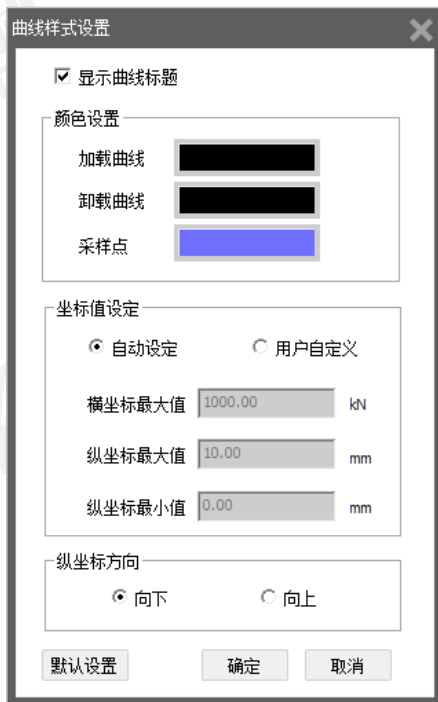 曲线样式设置
显示曲线标题
颜色设置
加载曲线
卸载曲线
采样点
坐标值设定
自动设定 用户自定义
横坐标最大值 1000.00 kN
纵坐标最大值 10.00 mm
纵坐标最小值 0.00 mm
纵坐标方向
向下 向上
默认设置 确定 取消